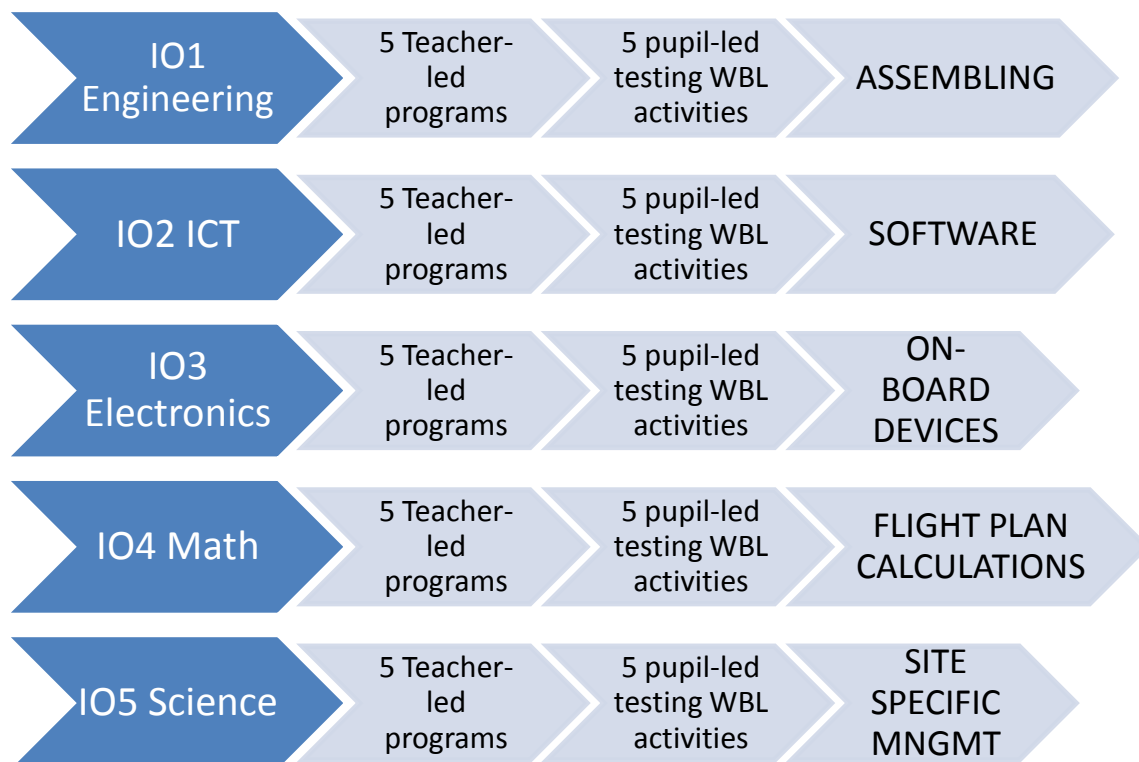 IO1
Engineering
5 Teacher-
led
programs
5 pupil-led
testing WBL
activities
ASSEMBLING
IO2 ICT
5 Teacher-
led
programs
5 pupil-led
testing WBL
activities
SOFTWARE
IO3
Electronics
5 Teacher-
led
programs
5 pupil-led
testing WBL
activities
ON-
BOARD
DEVICES
IO4 Math
5 Teacher-
led
programs
5 pupil-led
testing WBL
activities
FLIGHT PLAN
CALCULATIONS
IO5 Science
5 Teacher-
led
programs
5 pupil-led
testing WBL
activities
SITE
SPECIFIC
MNGMT